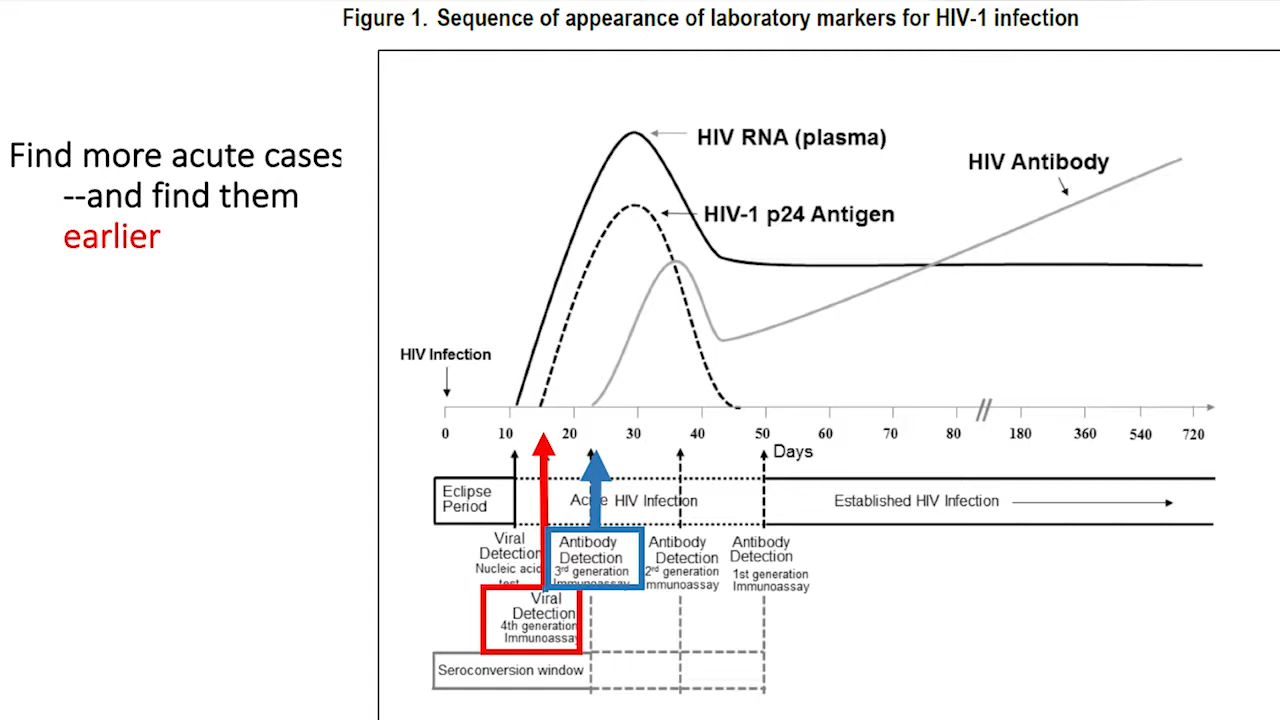 Figure 1. Sequence of appearance of laboratory markers for HIV-1 infection
Find more acute cases
--and find them
earlier
HIV RNA (plasma)
HIV Antibody
HIV-1 p24 Antigen
HIV Infection
0 10 20 30 40 50 60 70 80 180 360 540 720
Days
Eclipse
Period
Acute HIV Infection
Established HIV Infection
Viral
Detection
Nucleic acid
test
Antibody
Detection
3rd generation
Immunoassay
Antibody
Detection
2nd generation
Immunoassay
Antibody
Detection
1st generation
Immunoassay
Viral
Detection
4th generation
Immunoassay
Seroconversion window